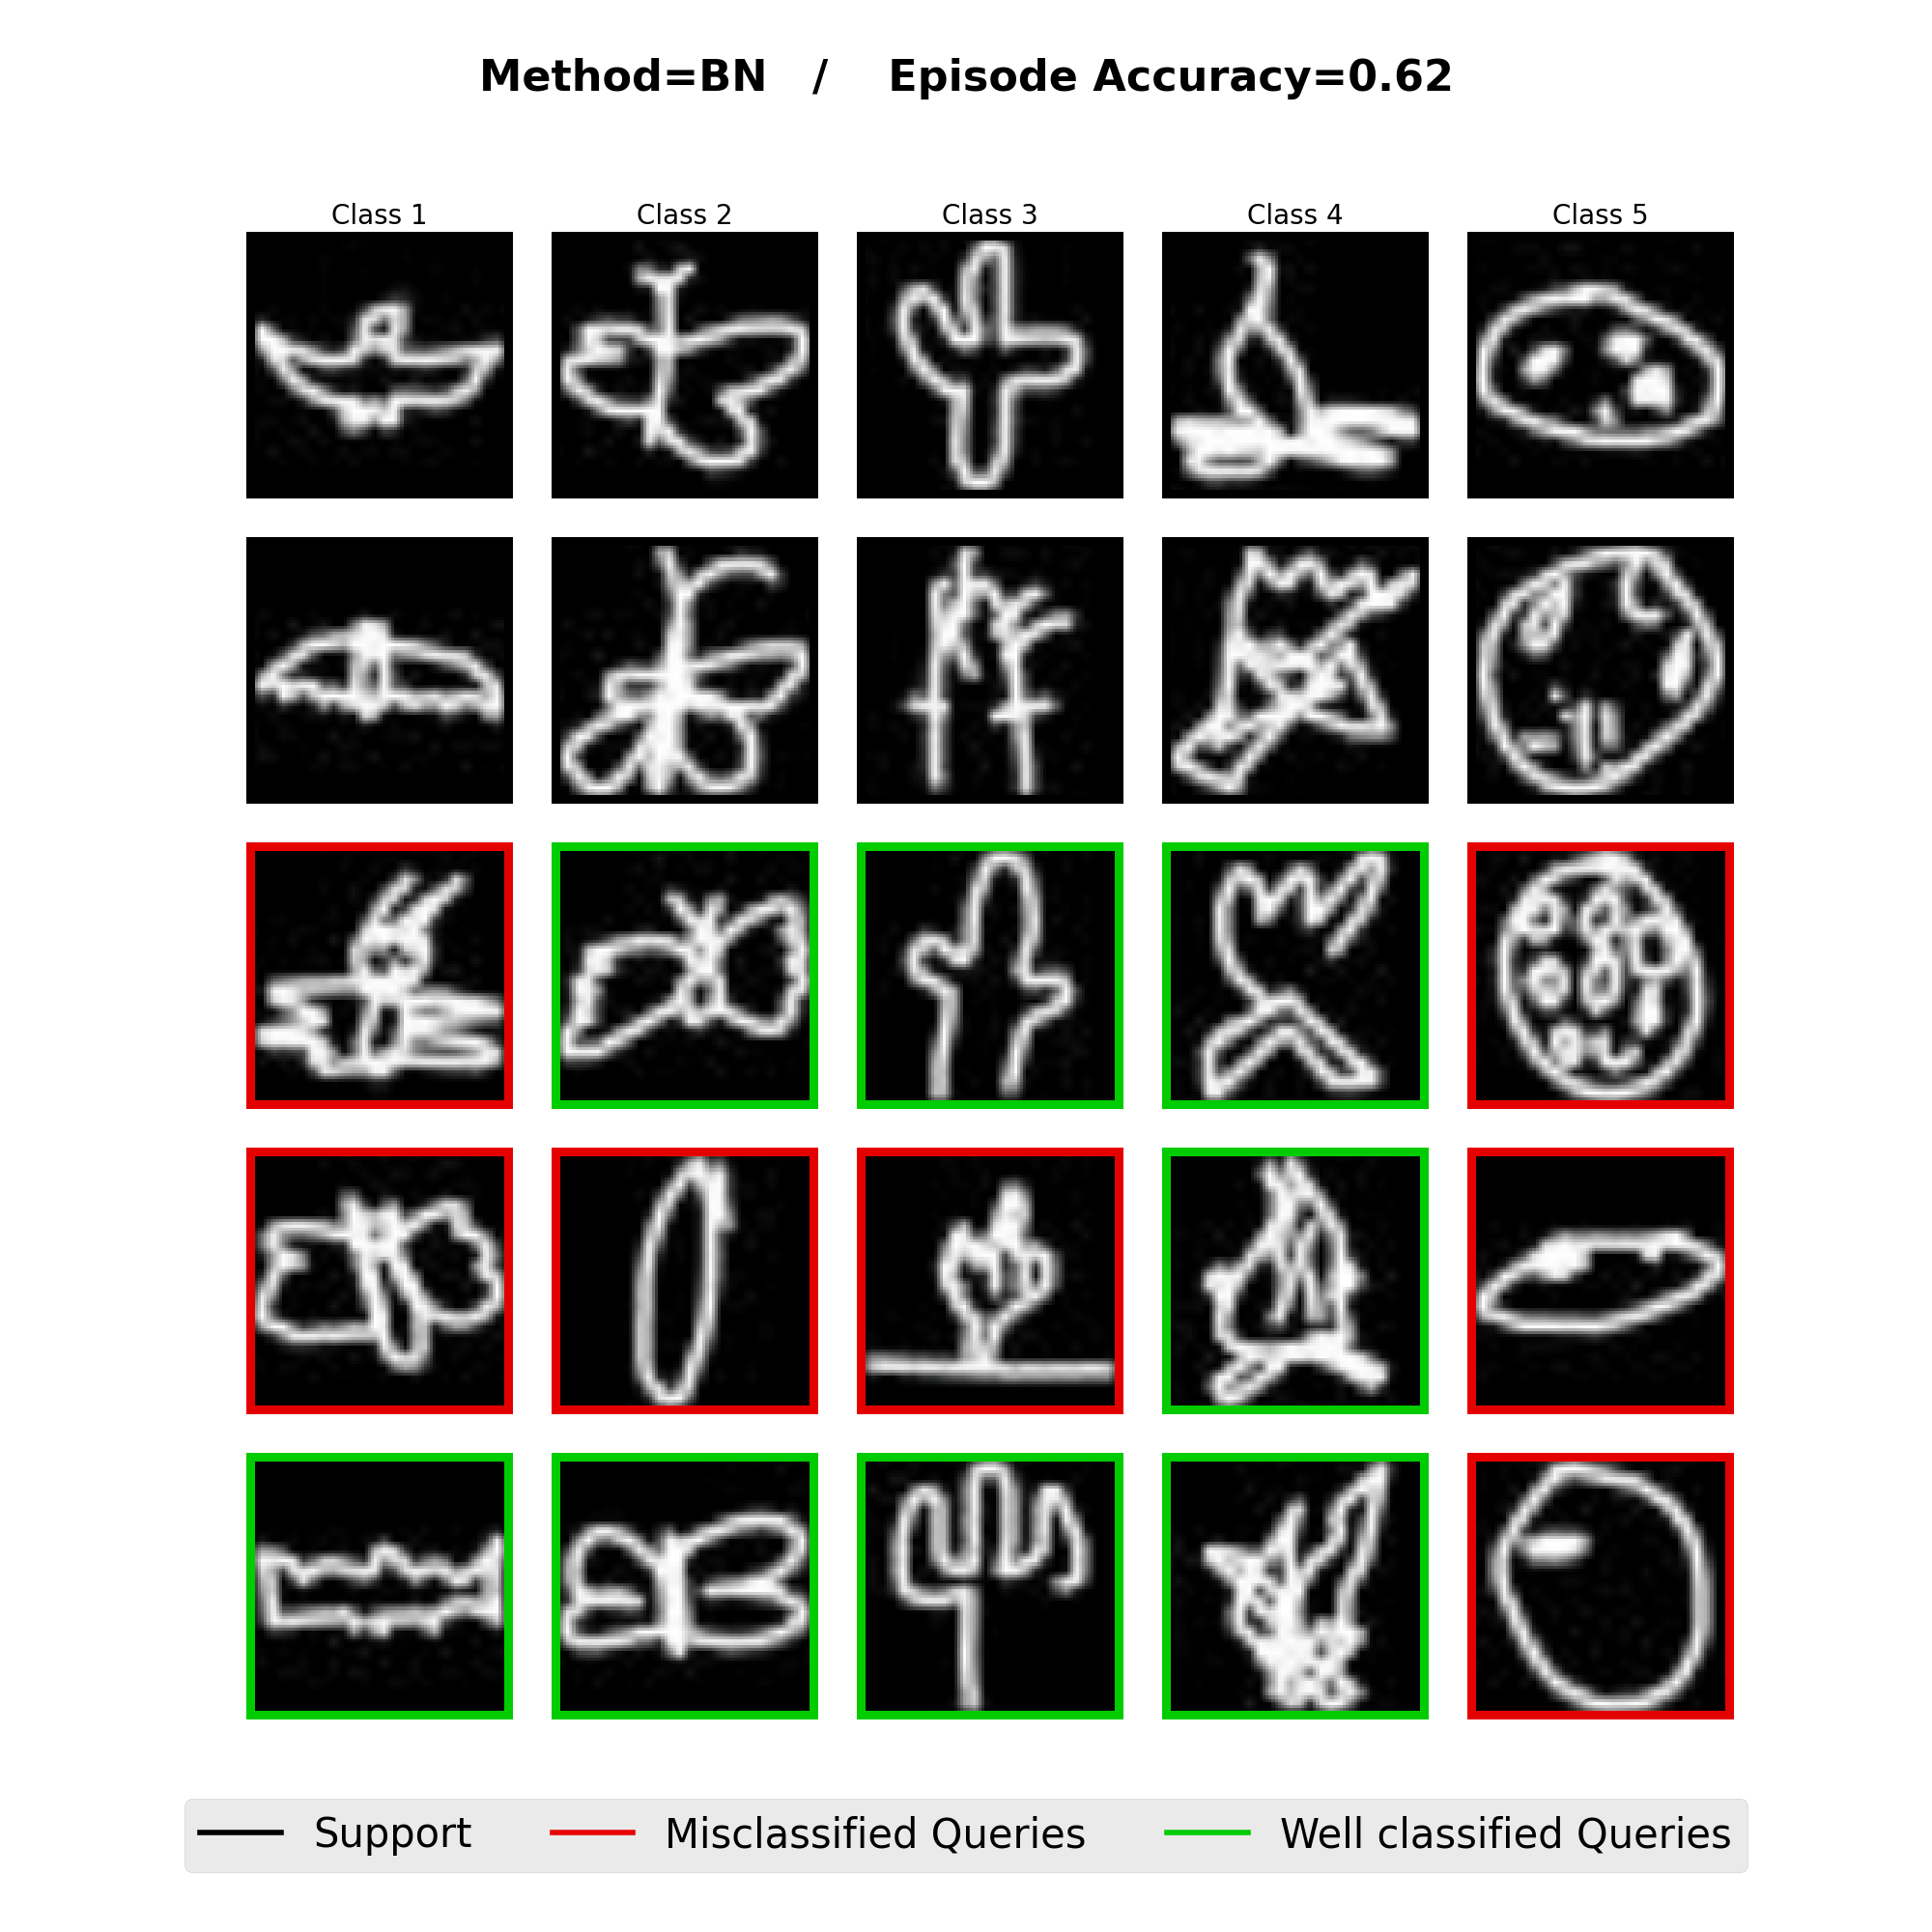 Method=BN / Episode Accuracy=0.62
Class 1 Class 2 Class 3 Class 4 Class 5
Support Misclassified Queries Well classified Queries